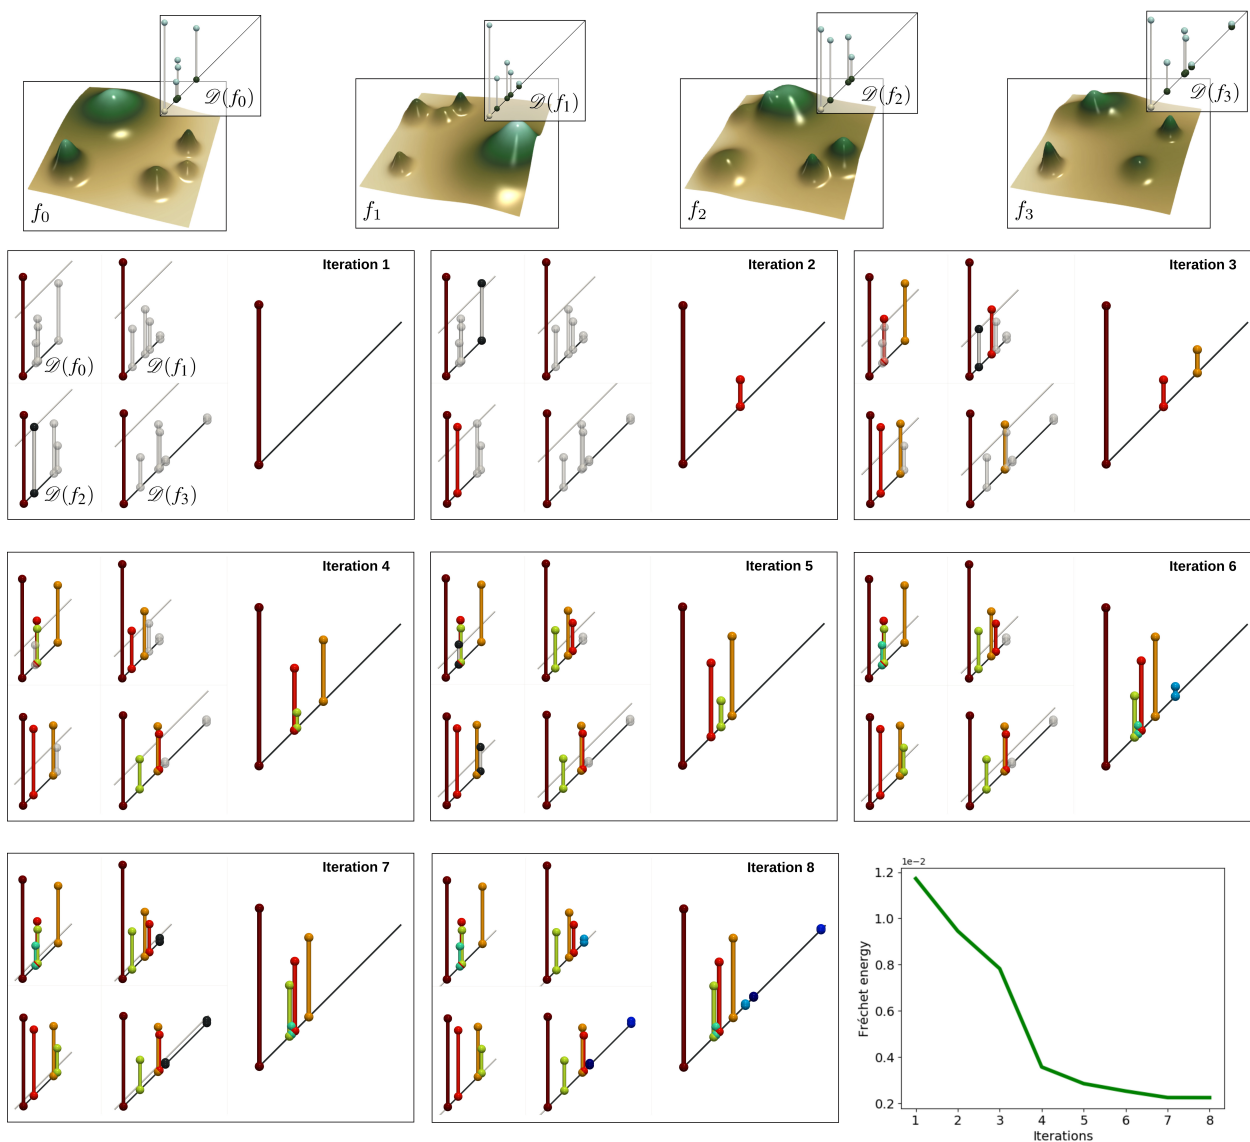 𝒟(f₀)
𝒟(f₁)
𝒟(f₂)
𝒟(f₃)
f₀
f₁
f₂
f₃
Iteration 1
𝒟(f₀)
𝒟(f₁)
𝒟(f₂)
𝒟(f₃)
Iteration 2
Iteration 3
Iteration 4
Iteration 5
Iteration 6
Iteration 7
Iteration 8
1e−2
1.2
1.0
0.8
0.6
0.4
0.2
Fréchet energy
1 2 3 4 5 6 7 8
Iterations